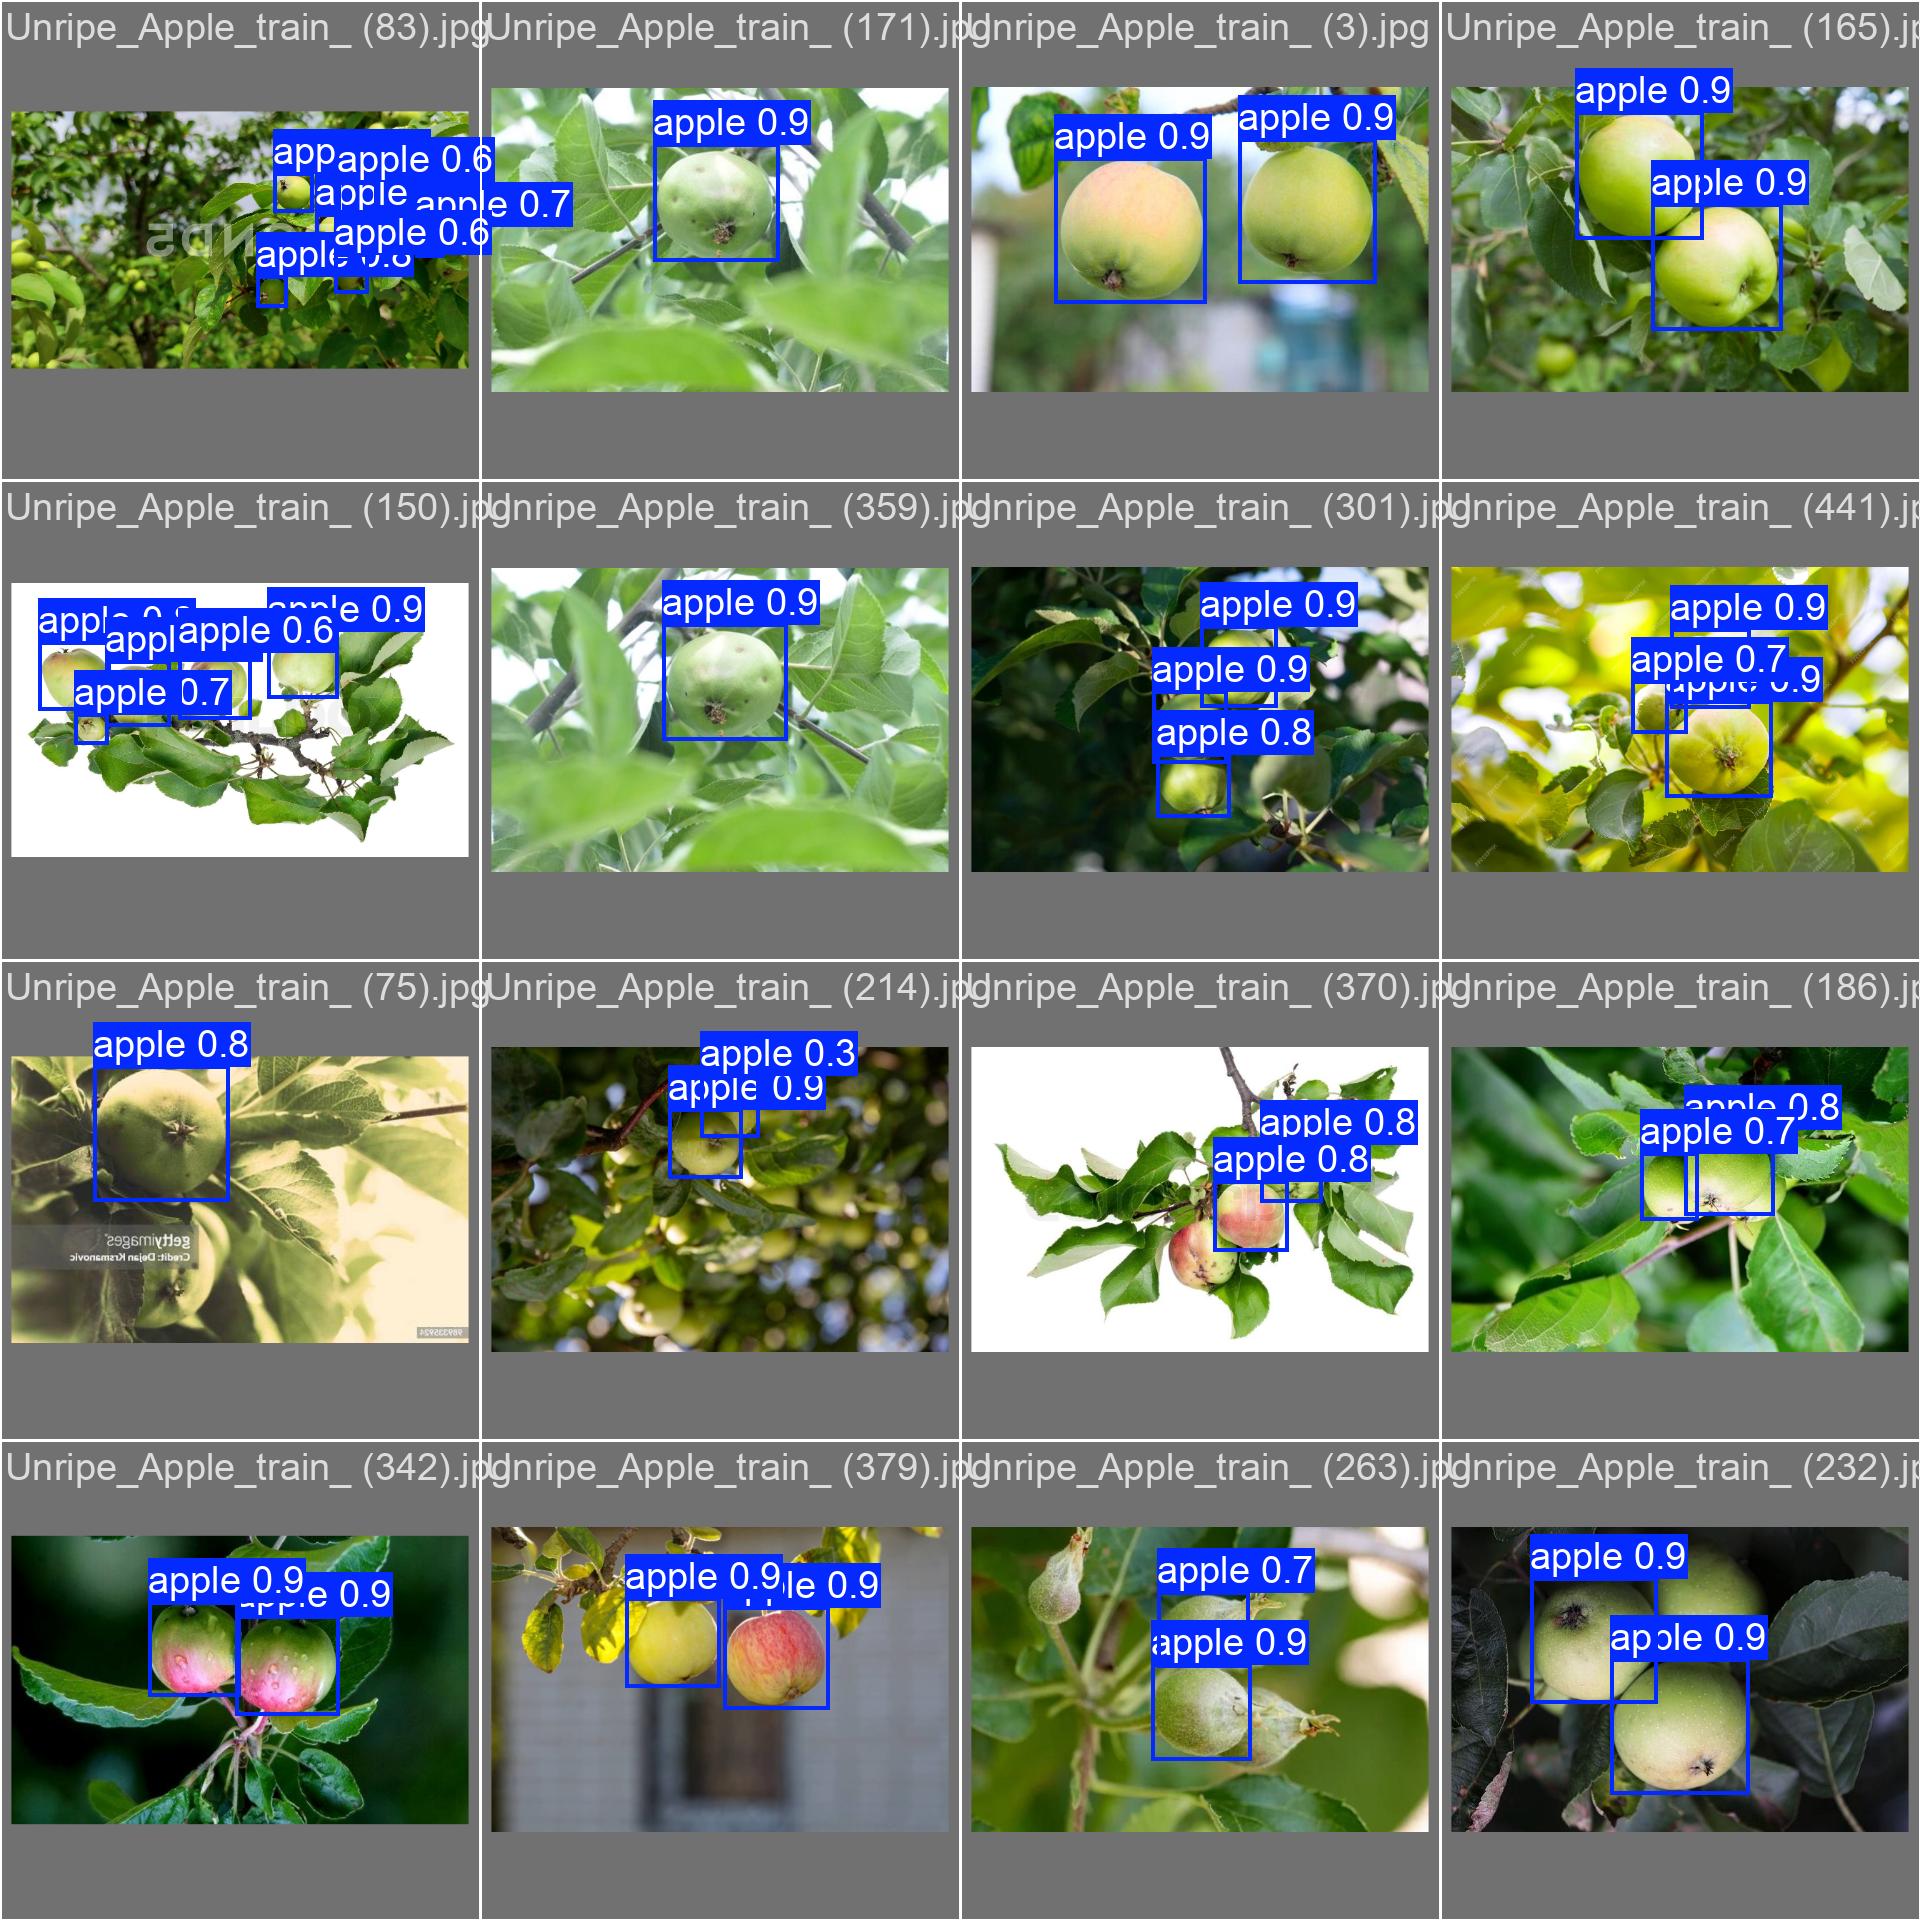 Unripe_Apple_train_ (83).jpg
app
apple 0.6
apple
apple 0.7
apple 0.6
apple 0.8
Unripe_Apple_train_ (171).jpg
apple 0.9
Unripe_Apple_train_ (3).jpg
apple 0.9
apple 0.9
Unripe_Apple_train_ (165).jp
apple 0.9
apple 0.9
Unripe_Apple_train_ (150).jpg
apple 0.9
appl
apple 0.6
apple 0.9
apple 0.7
Unripe_Apple_train_ (359).jpg
apple 0.9
Unripe_Apple_train_ (301).jpg
apple 0.9
apple 0.9
apple 0.8
Unripe_Apple_train_ (441).jp
apple 0.9
apple 0.7
apple 0.9
Unripe_Apple_train_ (75).jpg
apple 0.8
gettyimages
Credit: Dejan Krsmanovic
989335924
Unripe_Apple_train_ (214).jpg
apple 0.3
apple 0.9
Unripe_Apple_train_ (370).jpg
apple 0.8
apple 0.8
Unripe_Apple_train_ (186).jp
apple 0.8
apple 0.7
Unripe_Apple_train_ (342).jpg
apple 0.9
apple 0.9
Unripe_Apple_train_ (379).jpg
apple 0.9
ple 0.9
Unripe_Apple_train_ (263).jpg
apple 0.7
apple 0.9
Unripe_Apple_train_ (232).jp
apple 0.9
apple 0.9